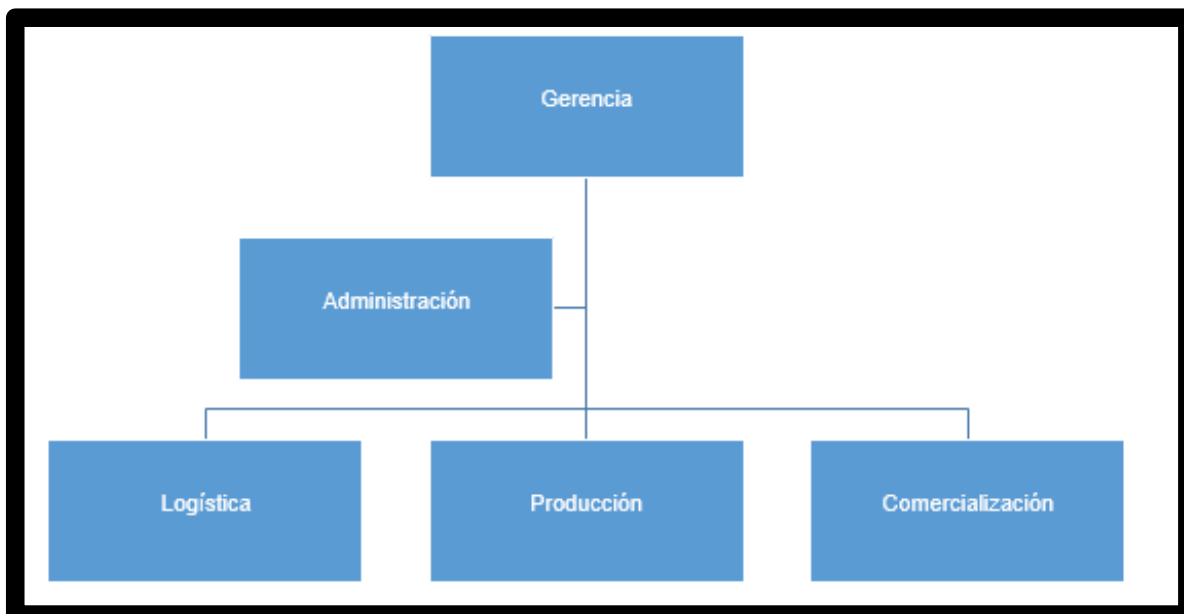 Gerencia
Administración
Logística
Producción
Comercialización